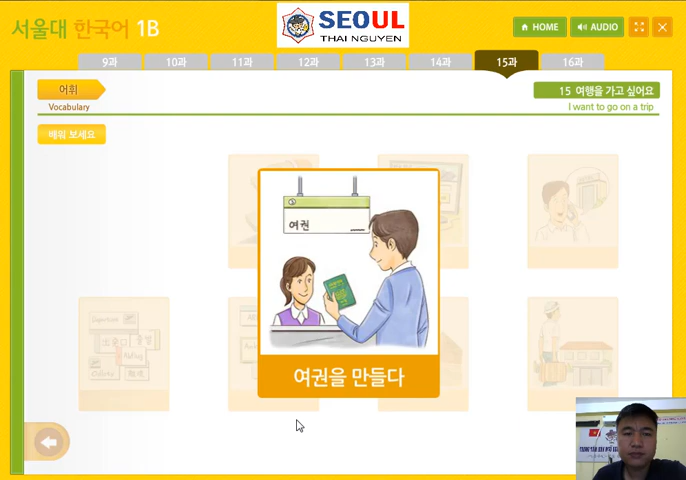 서울대 한국어 1B
SEOUL
THAI NGUYEN
HOME
AUDIO
9과
10과
11과
12과
13과
14과
15과
16과
어휘
Vocabulary
15 여행을 가고 싶어요
I want to go on a trip
배워 보세요
여권
여권을 만들다